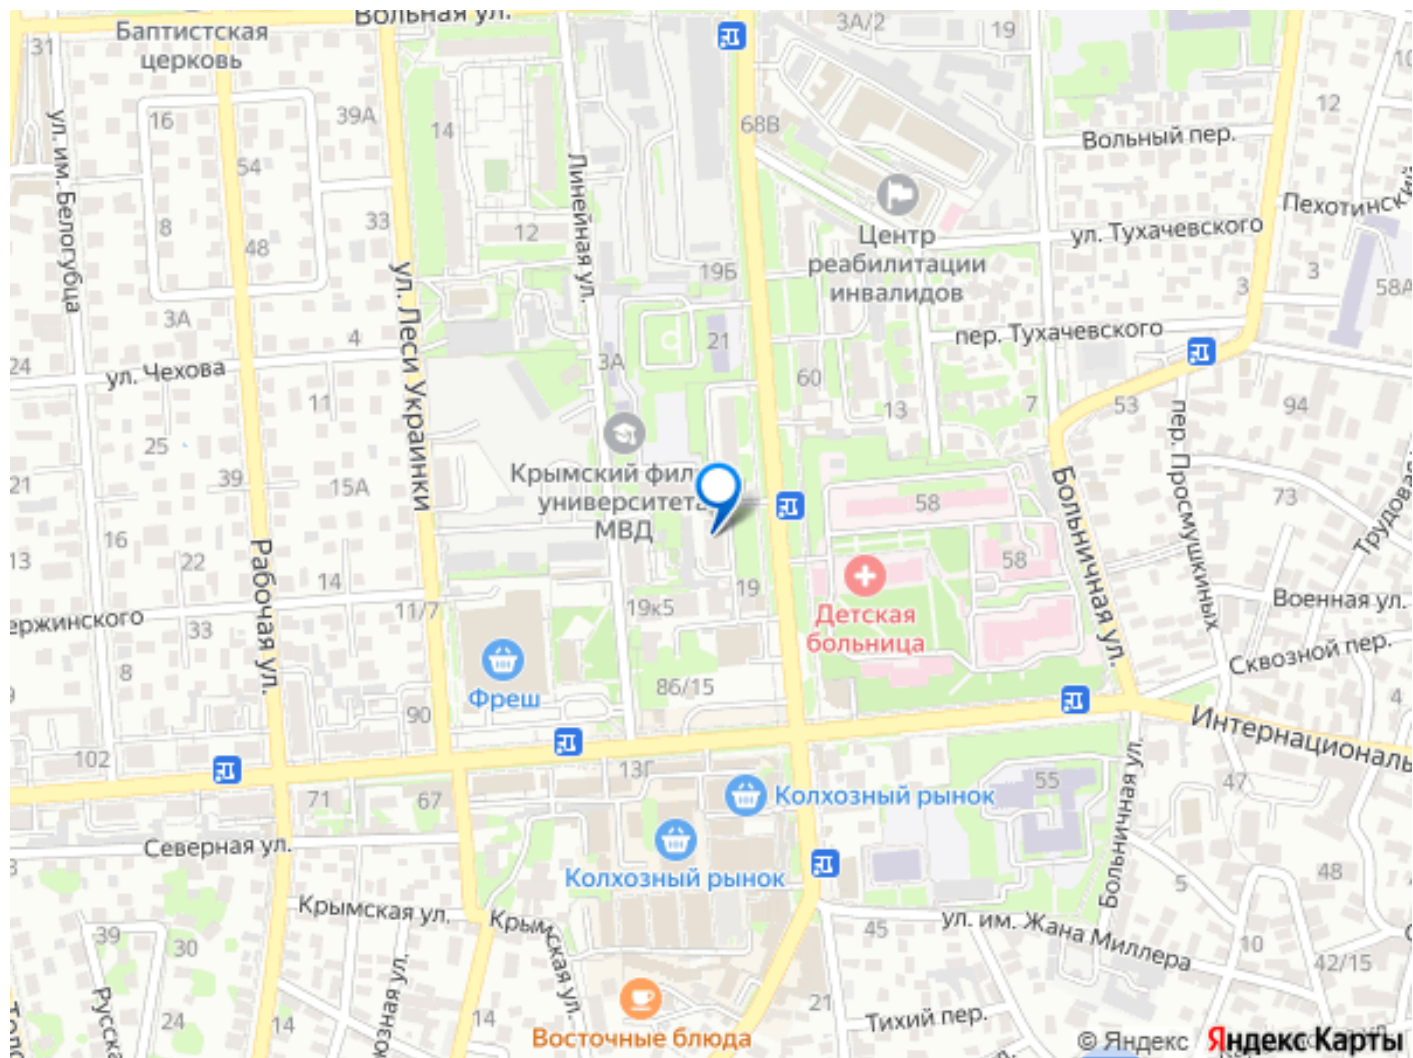 Вольная ул.
Баптистская
церковь
31
39А
16
14
54
ул. им. Белогубца
8
48
33
12
3А
4
24
ул. Чехова
11
ул. Леси Украинки
Линейная ул.
19Б
3А
21
25
39
21
15А
16
Рабочая ул.
14
33
11/7
8
90
102
3А/2
19
68В
12
Вольный пер.
Пехотинский
ул. Тухачевского
Центр
реабилитации
инвалидов
3
3
58А
пер. Тухачевского
60
13
7
53
94
пер. Просмушкиных
Крымский фил
университета
МВД
58
58
73
Трудовая
Больничная ул.
19
19к5
Детская
больница
Военная ул.
Сквозной пер.
Фреш
86/15
4
Интернациональ
13Г
71
67
Колхозный рынок
55
47
Северная ул.
Колхозный рынок
Больничная ул.
48
5
Крымская ул.
Крымская ул.
39
30
45
ул. им. Жана Миллера
10
42/15
24
14
14
21
Тихий пер.
Восточные блюда
© Яндекс
Яндекс Карты